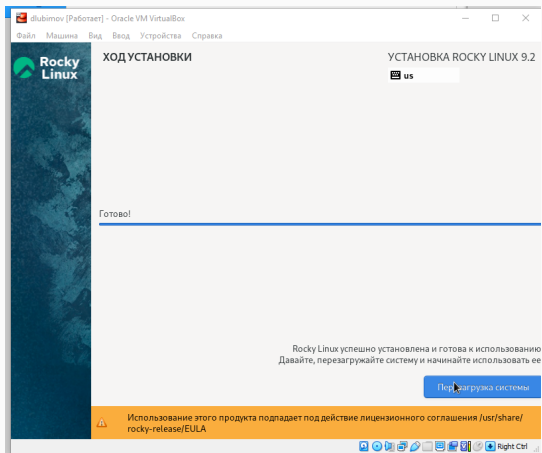 dlubimov [Работает] - Oracle VM VirtualBox
Файл Машина Вид Ввод Устройства Справка
Rocky
Linux
ХОД УСТАНОВКИ
УСТАНОВКА ROCKY LINUX 9.2
us
Готово!
Rocky Linux успешно установлена и готова к использованию
Давайте, перезагружайте систему и начинайте использовать ее
Перезагрузка системы
Использование этого продукта подпадает под действие лицензионного соглашения /usr/share/
rocky-release/EULA
Right Ctrl